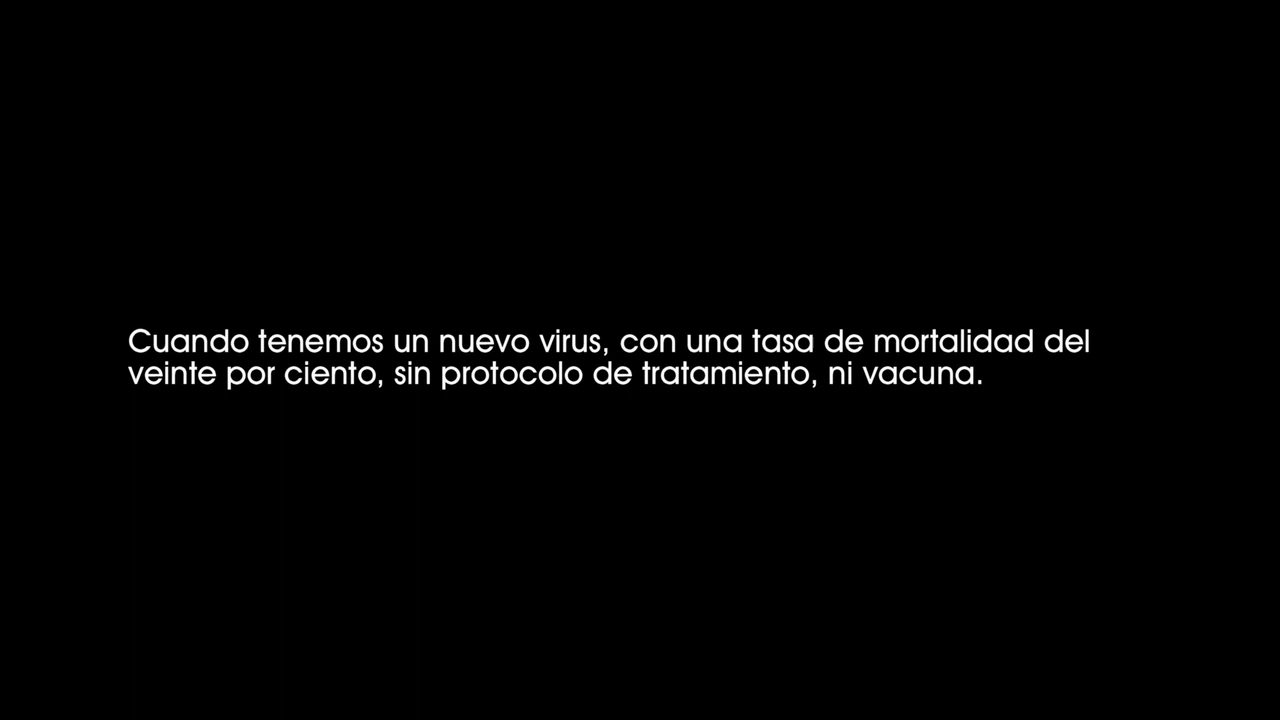 Cuando tenemos un nuevo virus, con una tasa de mortalidad del
veinte por ciento, sin protocolo de tratamiento, ni vacuna.